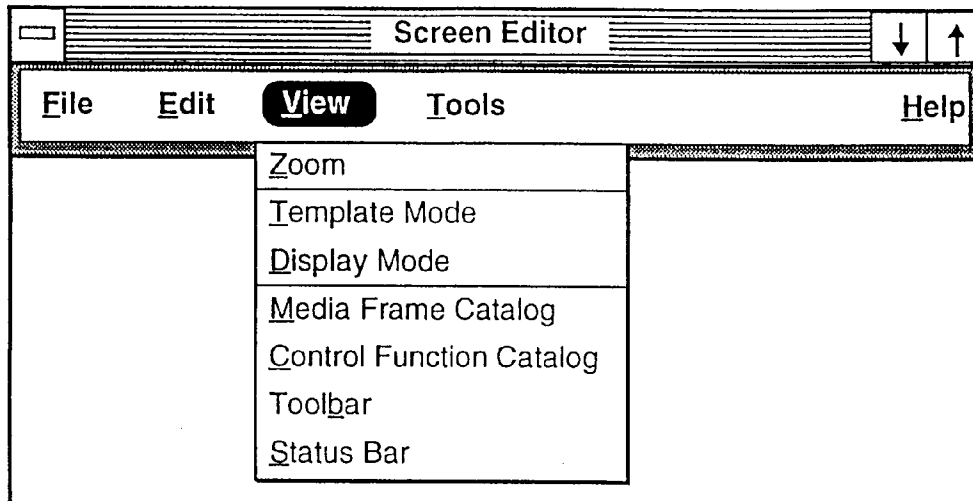 Screen Editor
File Edit View Tools Help
Zoom
Template Mode
Display Mode
Media Frame Catalog
Control Function Catalog
Toolbar
Status Bar